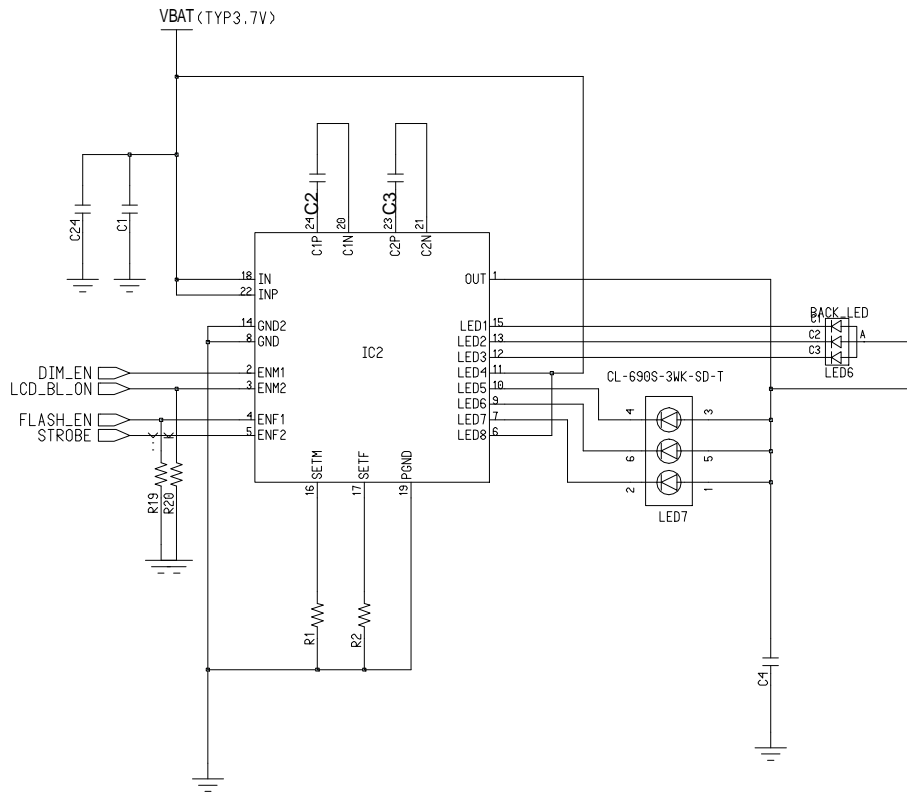 VBAT (TYP3.7V)
C24
C1
C2
C3
24
20
23
21
C1P
C1N
C2P
C2N
18 IN
22 INP
14 GND2
8 GND
DIM_EN
2 ENM1
LCD_BL_ON
3 ENM2
FLASH_EN
4 ENF1
STROBE
5 ENF2
IC2
OUT 1
LED1 15
LED2 13
LED3 12
LED4 11
LED5 10
LED6 9
LED7 7
LED8 6
SETM
SETF
PGND
16
17
19
R19
R20
R1
R2
BACK_LED
C1
C2
C3
A
LED6
CL-690S-3WK-SD-T
4
3
6
5
2
1
LED7
C4